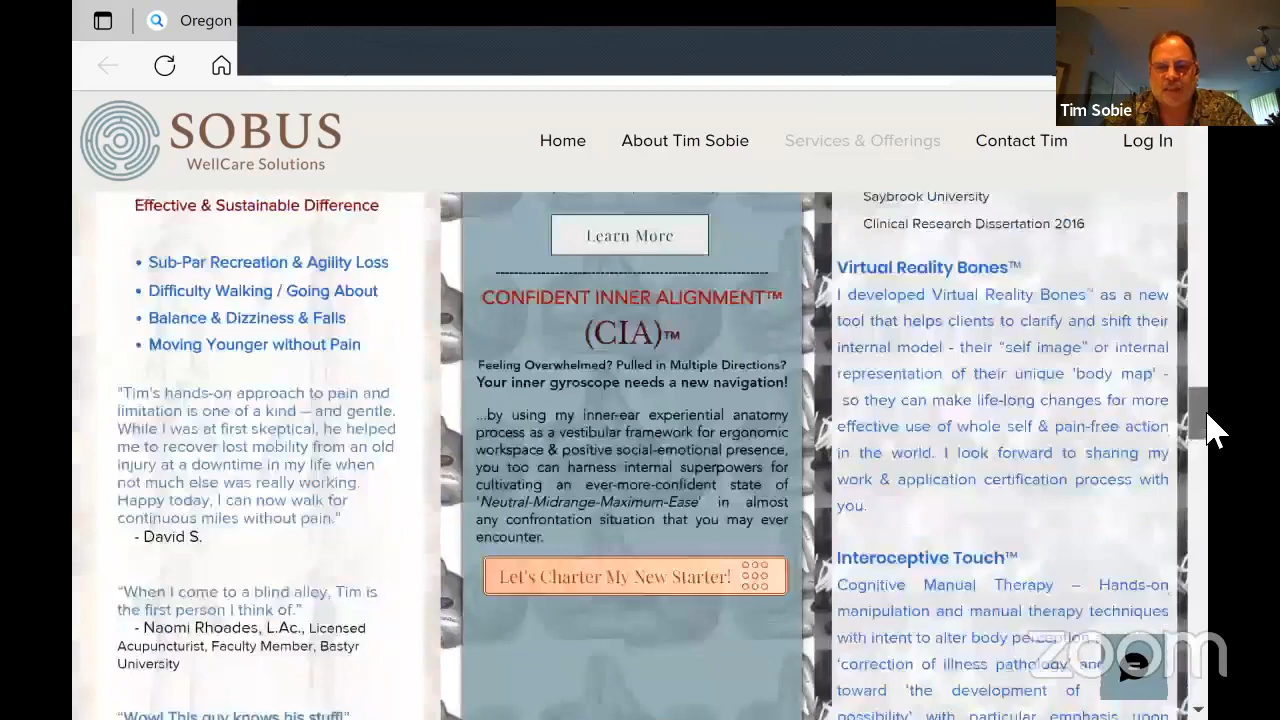 Oregon
Tim Sobie
SOBUS
WellCare Solutions
Home
About Tim Sobie
Services & Offerings
Contact Tim
Log In
Effective & Sustainable Difference
• Sub-Par Recreation & Agility Loss
• Difficulty Walking / Going About
• Balance & Dizziness & Falls
• Moving Younger without Pain
"Tim's hands-on approach to pain and
limitation is one of a kind – and gentle.
While I was at first skeptical, he helped
me to recover lost mobility from an old
injury at a downtime in my life when
not much else was really working.
Happy today, I can now walk for
continuous miles without pain."
- David S.
"When I come to a blind alley, Tim is
the first person I think of."
- Naomi Rhoades, L.Ac., Licensed
Acupuncturist, Faculty Member, Bastyr
University
"Wow! This guy knows his stuff!"
Learn More
CONFIDENT INNER ALIGNMENT™
(CIA)™
Feeling Overwhelmed? Pulled in Multiple Directions?
Your inner gyroscope needs a new navigation!
...by using my inner-ear experiential anatomy
process as a vestibular framework for ergonomic
workspace & positive social-emotional presence,
you too can harness internal superpowers for
cultivating an ever-more-confident state of
'Neutral-Midrange-Maximum-Ease' in almost
any confrontation situation that you may ever
encounter.
Let's Charter My New Starter!
Saybrook University
Clinical Research Dissertation 2016
Virtual Reality Bones™
I developed Virtual Reality Bones™ as a new
tool that helps clients to clarify and shift their
internal model - their "self image" or internal
representation of their unique 'body map' -
so they can make life-long changes for more
effective use of whole self & pain-free action
in the world. I look forward to sharing my
work & application certification process with
you.
Interoceptive Touch™
Cognitive Manual Therapy – Hands-on
manipulation and manual therapy techniques
with intent to alter body perception
'correction of illness pathology' and
toward 'the development of
possibility' with particular emphasis upon
zoom